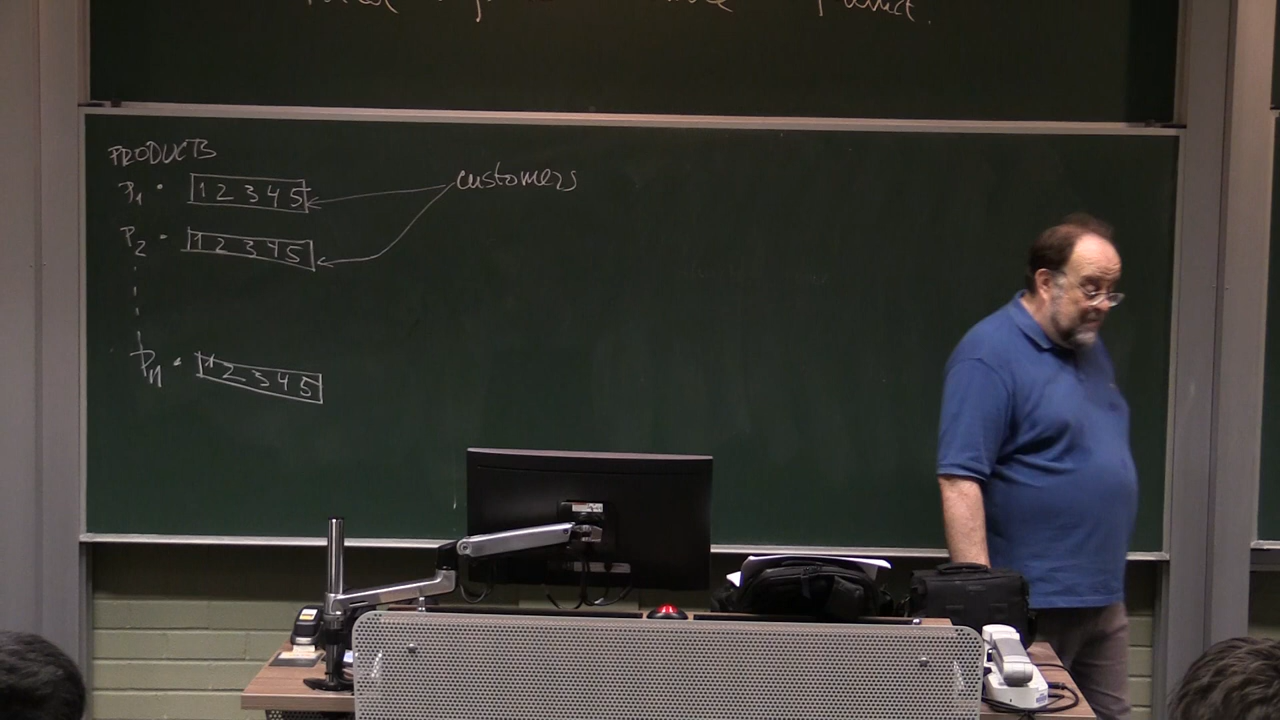 PRODUCTS
P1 · 1 2 3 4 5 customers
P2 · 1 2 3 4 5
Pn · 1 2 3 4 5